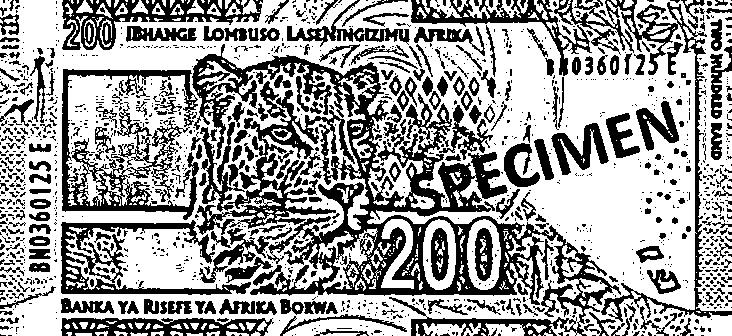 200 IBHANGE LOMBUSO LASENINGIZIMU AFRIKA
BN0360125 E
TWO HUNDRED RAND
BN0360125 E
SPECIMEN
200
BANKA YA RISEFE YA AFRIKA BORWA